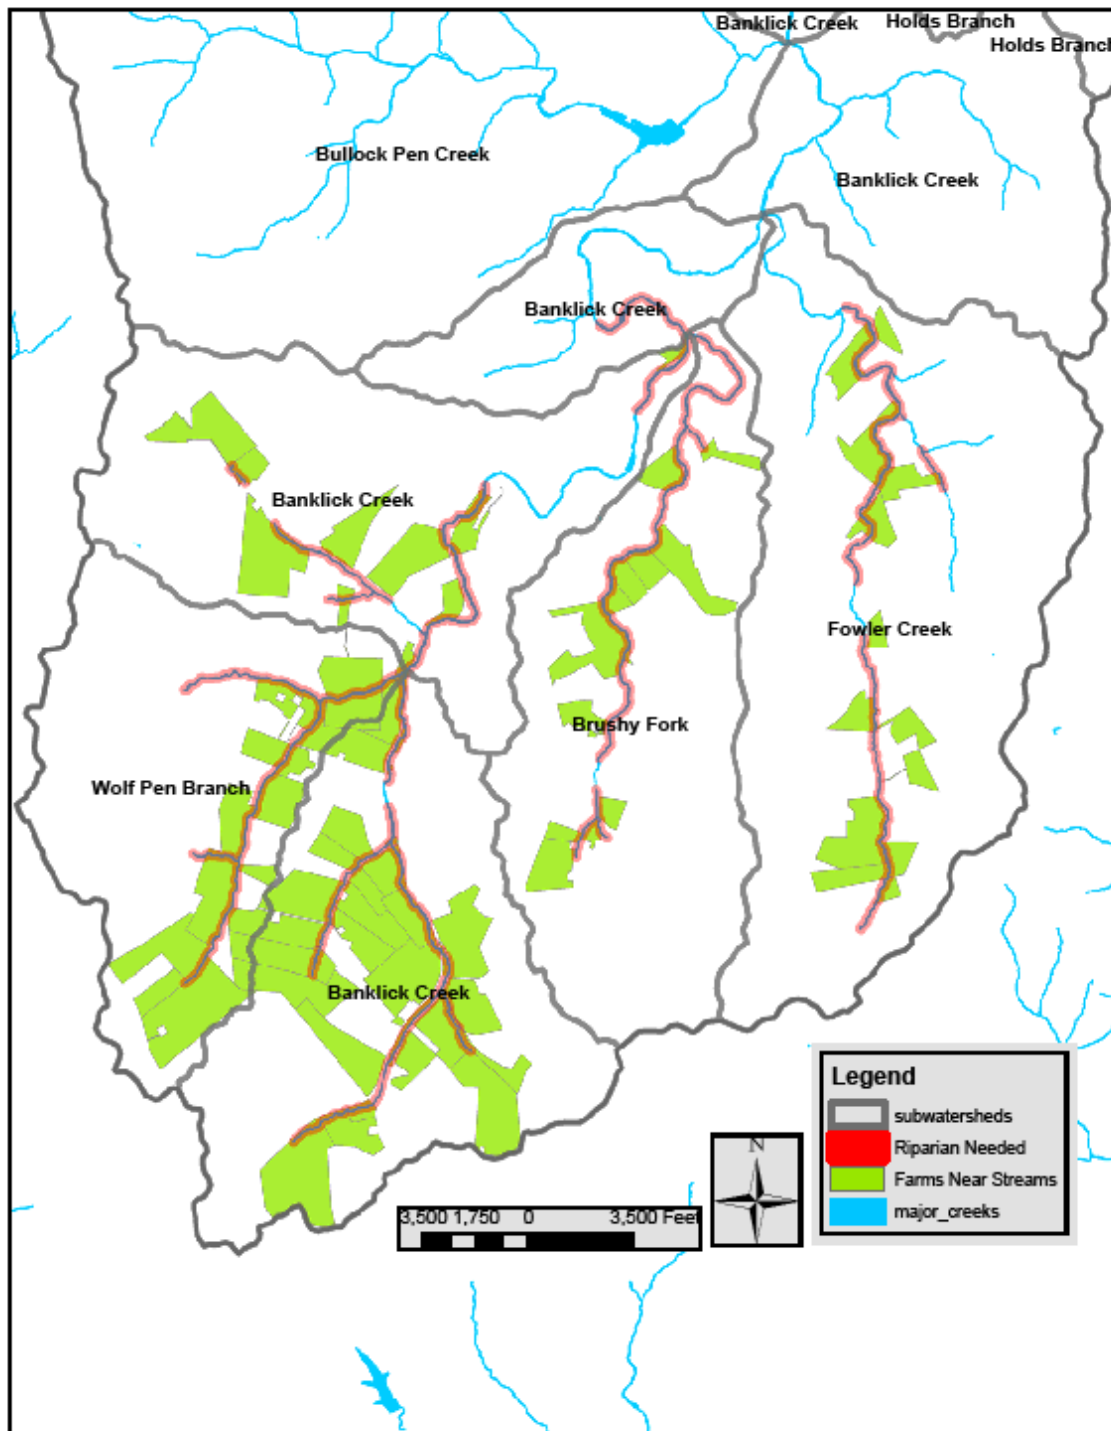 Banklick Creek
Holds Branch
Holds Branch
Bullock Pen Creek
Banklick Creek
Banklick Creek
Banklick Creek
Fowler Creek
Brushy Fork
Wolf Pen Branch
Banklick Creek
Legend
subwatersheds
Riparian Needed
Farms Near Streams
major_creeks
N
3,500 1,750 0 3,500 Feet